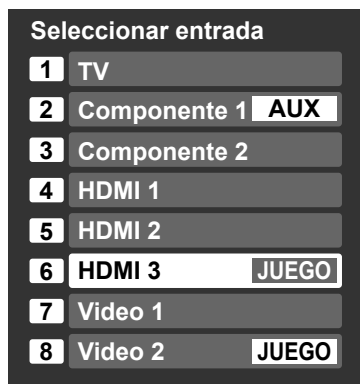 Seleccionar entrada
1 TV
2 Componente 1 AUX
3 Componente 2
4 HDMI 1
5 HDMI 2
6 HDMI 3 JUEGO
7 Video 1
8 Video 2 JUEGO